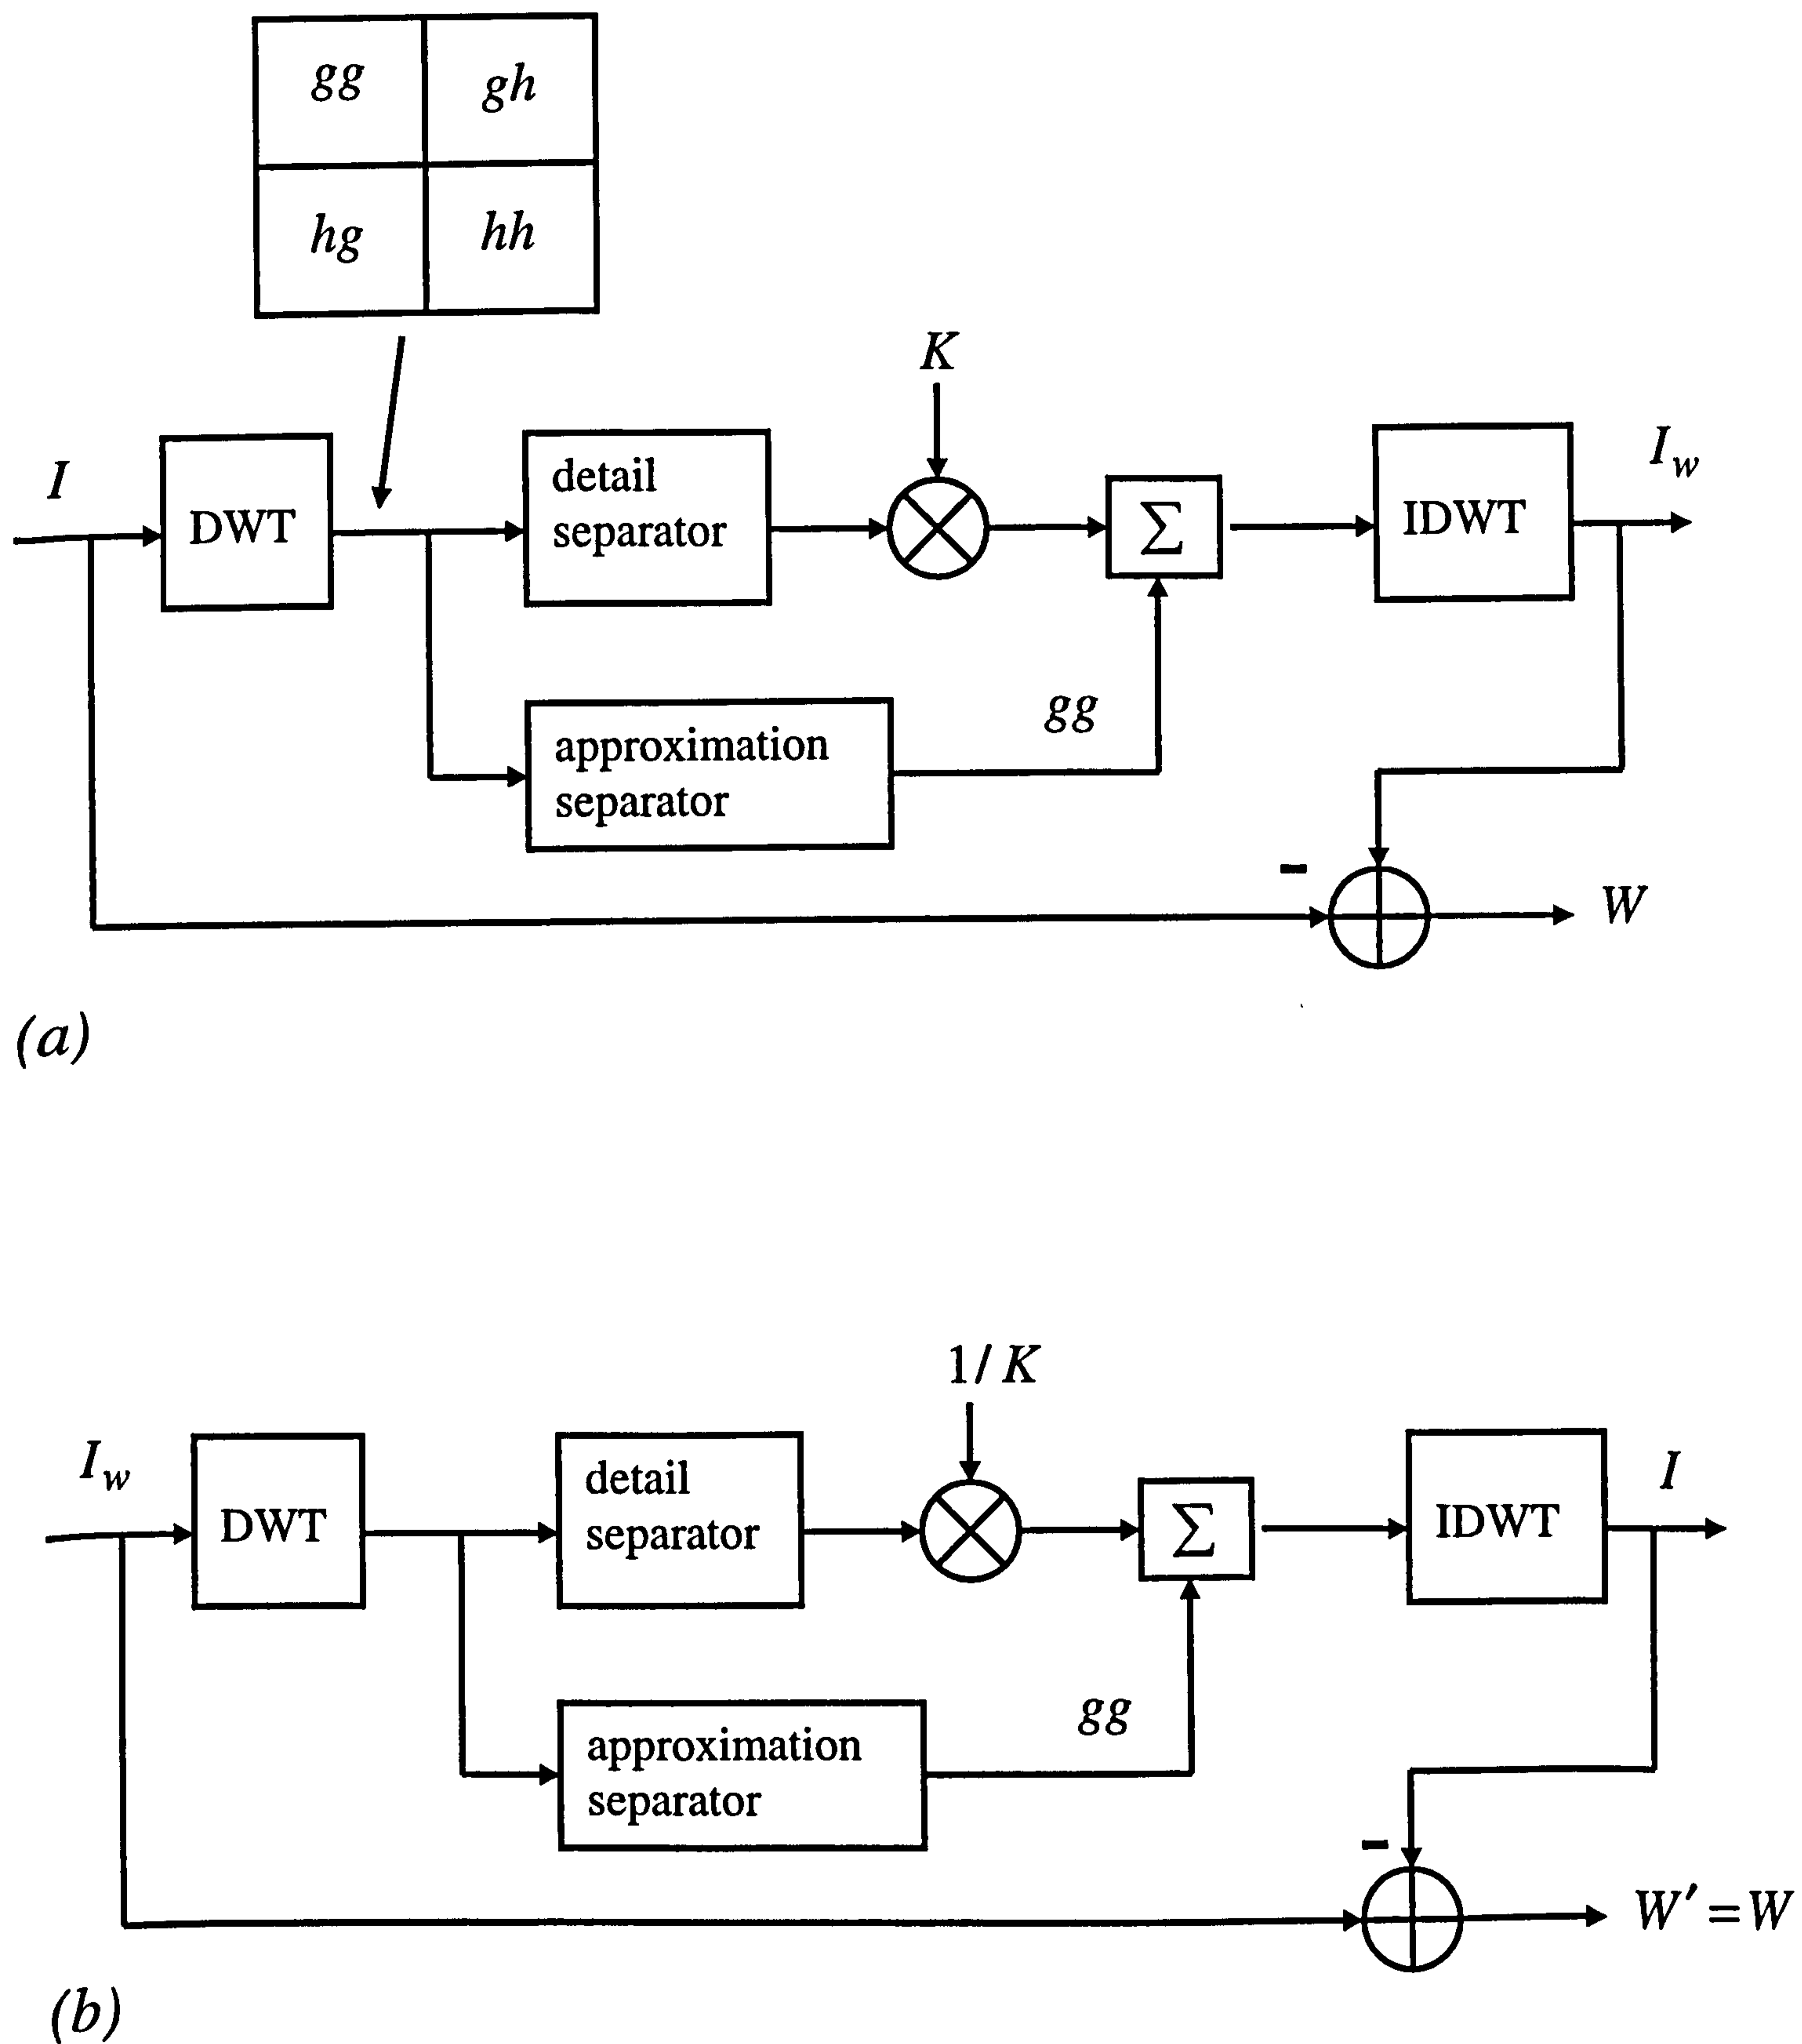 gg gh
hg hh
K
I
DWT
detail
separator
Σ
IDWT
I_w
approximation
separator
gg
-
W
(a)
1/K
I_w
DWT
detail
separator
Σ
IDWT
I
approximation
separator
gg
-
W′ = W
(b)